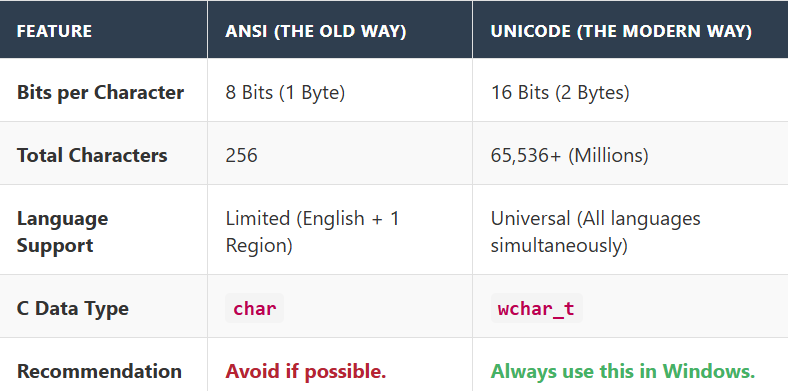 FEATURE ANSI (THE OLD WAY) UNICODE (THE MODERN WAY)
Bits per Character 8 Bits (1 Byte) 16 Bits (2 Bytes)
Total Characters 256 65,536+ (Millions)
Language Support Limited (English + 1 Region) Universal (All languages simultaneously)
C Data Type char wchar_t
Recommendation Avoid if possible. Always use this in Windows.